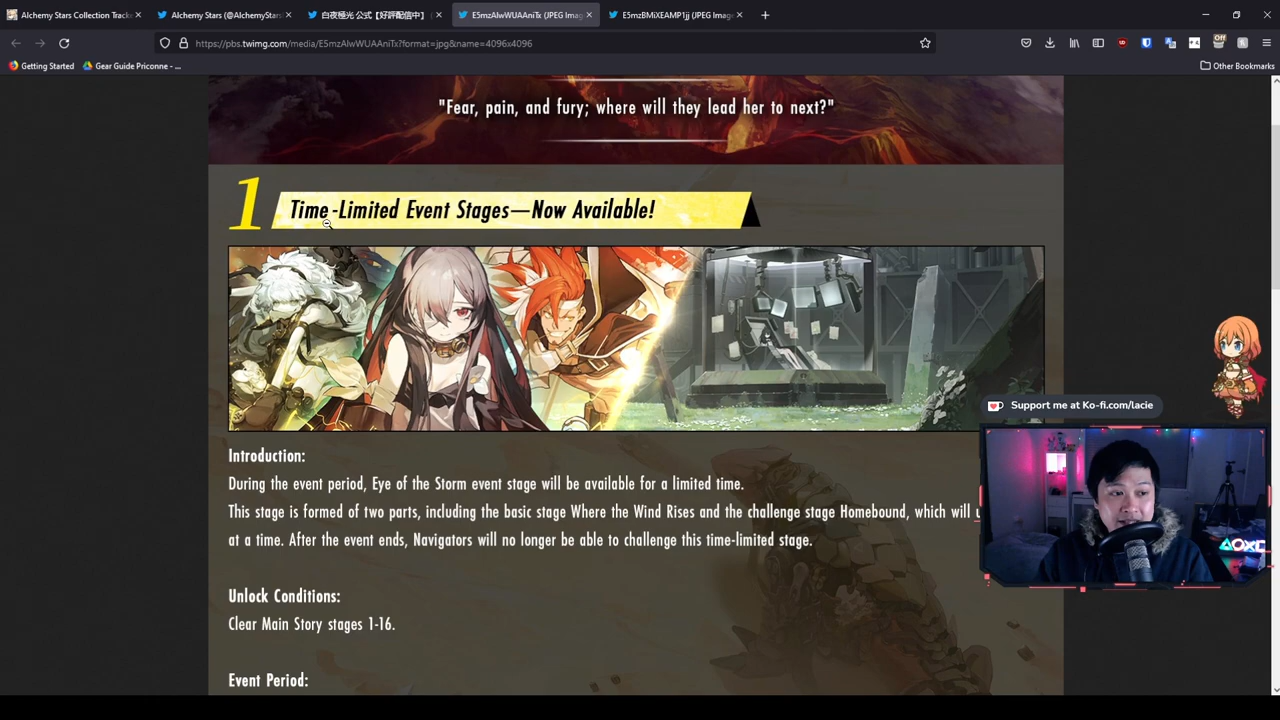 Alchemy Stars Collection Track
Alchemy Stars (@AlchemyStars
白夜極光 公式【好評配信中】 (
E5mzAlwWUAAniTx (JPEG Imag
E5mzBMiXEAMP1jj (JPEG Image
https://pbs.twimg.com/media/E5mzAlwWUAAniTx?format=jpg&name=4096x4096
Off
Getting Started
Gear Guide Priconne - ...
Other Bookmarks
"Fear, pain, and fury; where will they lead her to next?"
1
Time-Limited Event Stages—Now Available!
Support me at Ko-fi.com/lacie
Introduction:
During the event period, Eye of the Storm event stage will be available for a limited time.
This stage is formed of two parts, including the basic stage Where the Wind Rises and the challenge stage Homebound, which will
at a time. After the event ends, Navigators will no longer be able to challenge this time-limited stage.
Unlock Conditions:
Clear Main Story stages 1-16.
Event Period: